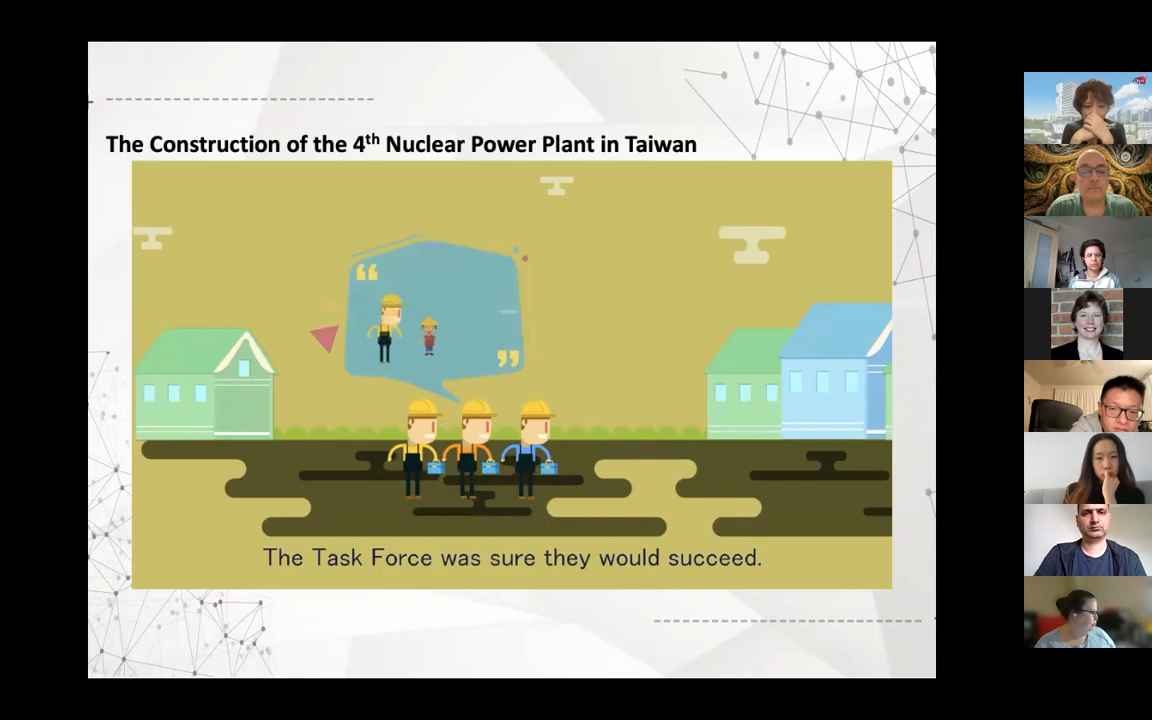 The Construction of the 4th Nuclear Power Plant in Taiwan
The Task Force was sure they would succeed.